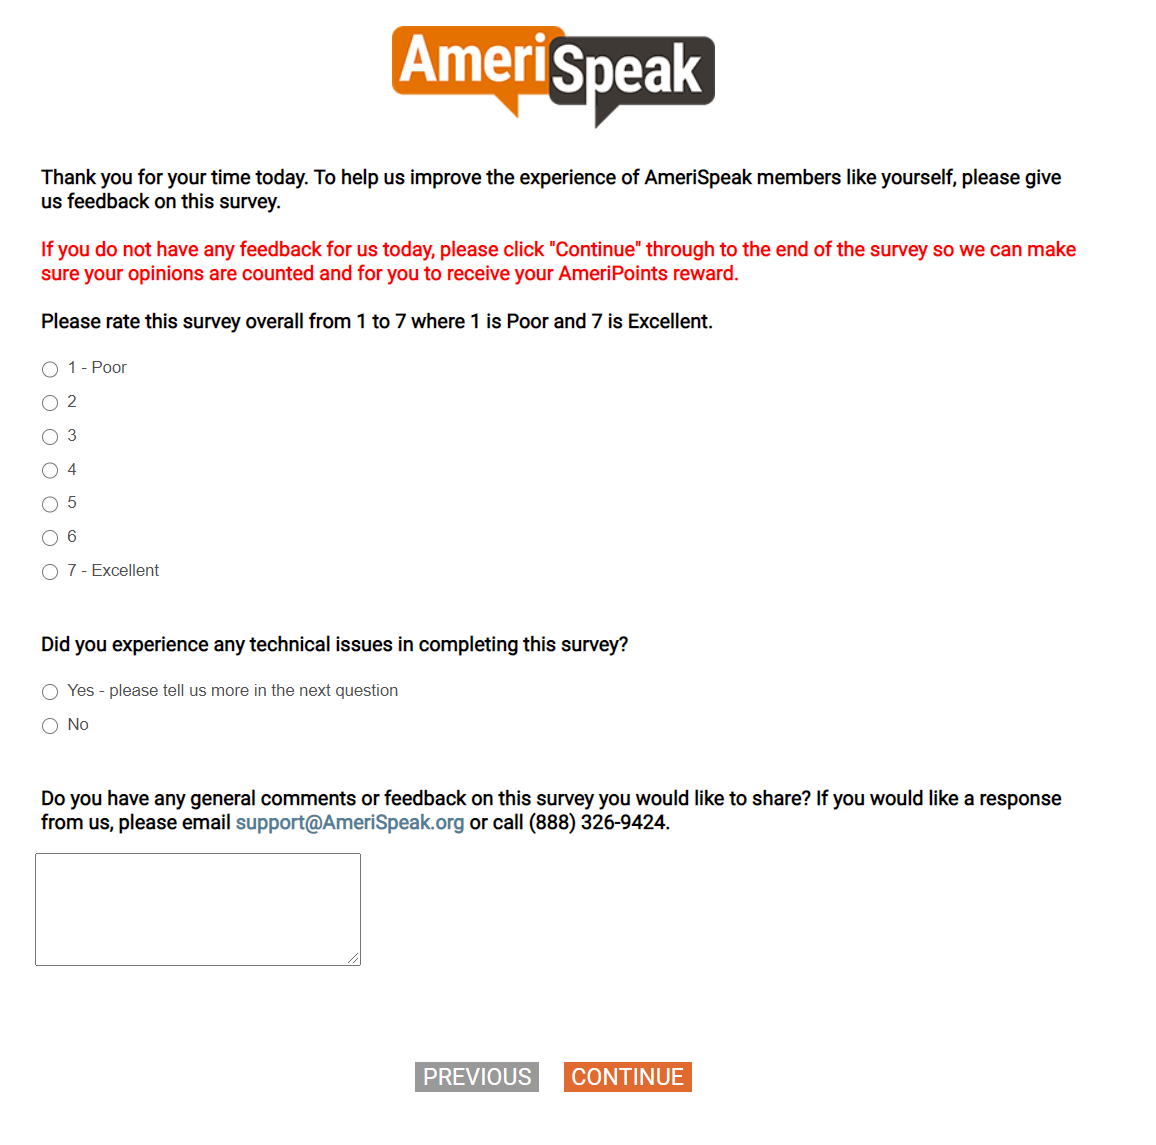 AmeriSpeak
Thank you for your time today. To help us improve the experience of AmeriSpeak members like yourself, please give
us feedback on this survey.
If you do not have any feedback for us today, please click "Continue" through to the end of the survey so we can make
sure your opinions are counted and for you to receive your AmeriPoints reward.
Please rate this survey overall from 1 to 7 where 1 is Poor and 7 is Excellent.
1 - Poor
2
3
4
5
6
7 - Excellent
Did you experience any technical issues in completing this survey?
Yes - please tell us more in the next question
No
Do you have any general comments or feedback on this survey you would like to share? If you would like a response
from us, please email support@AmeriSpeak.org or call (888) 326-9424.
PREVIOUS CONTINUE